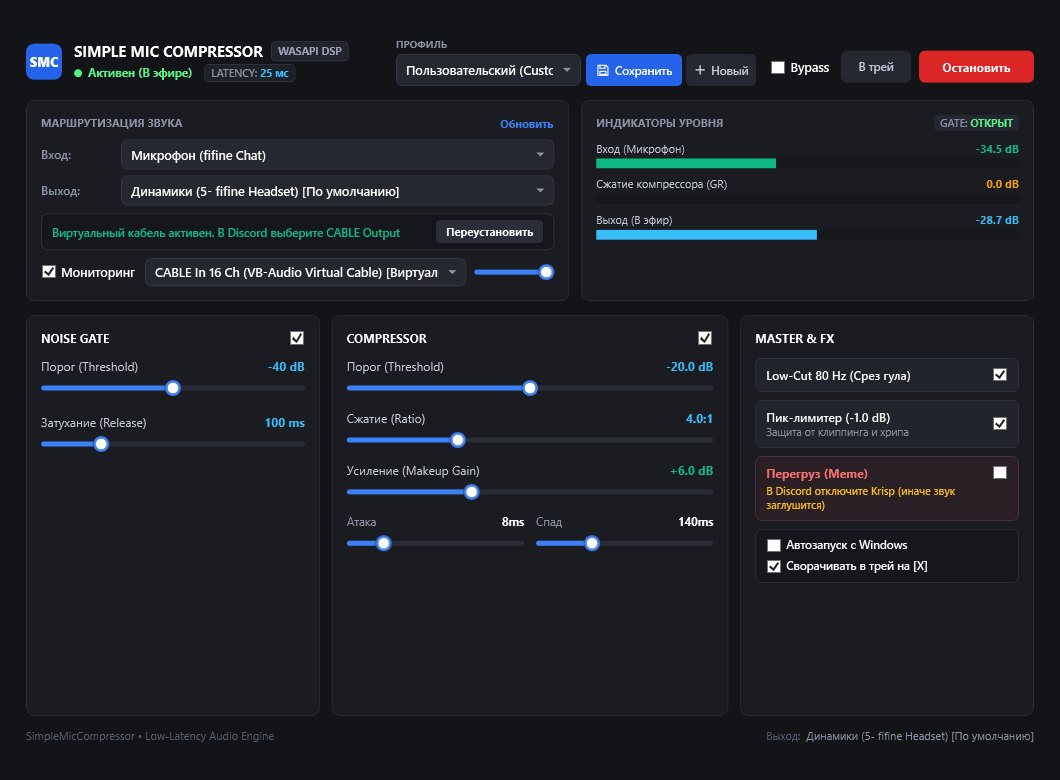 SMC
SIMPLE MIC COMPRESSOR
WASAPI DSP
Активен (В эфире)
LATENCY: 25 мс
ПРОФИЛЬ
Пользовательский (Custc
Сохранить
+ Новый
Bypass
В трей
Остановить
МАРШРУТИЗАЦИЯ ЗВУКА
Обновить
Вход:
Микрофон (fifine Chat)
Выход:
Динамики (5- fifine Headset) [По умолчанию]
Виртуальный кабель активен. В Discord выберите CABLE Output
Переустановить
Мониторинг
CABLE In 16 Ch (VB-Audio Virtual Cable) [Виртуал
ИНДИКАТОРЫ УРОВНЯ
GATE: ОТКРЫТ
Вход (Микрофон)
-34.5 dB
Сжатие компрессора (GR)
0.0 dB
Выход (В эфир)
-28.7 dB
NOISE GATE
Порог (Threshold)
-40 dB
Затухание (Release)
100 ms
COMPRESSOR
Порог (Threshold)
-20.0 dB
Сжатие (Ratio)
4.0:1
Усиление (Makeup Gain)
+6.0 dB
Атака
8ms
Спад
140ms
MASTER & FX
Low-Cut 80 Hz (Срез гула)
Пик-лимитер (-1.0 dB)
Защита от клиппинга и хрипа
Перегруз (Meme)
В Discord отключите Krisp (иначе звук
заглушится)
Автозапуск с Windows
Сворачивать в трей на [X]
SimpleMicCompressor • Low-Latency Audio Engine
Выход: Динамики (5- fifine Headset) [По умолчанию]